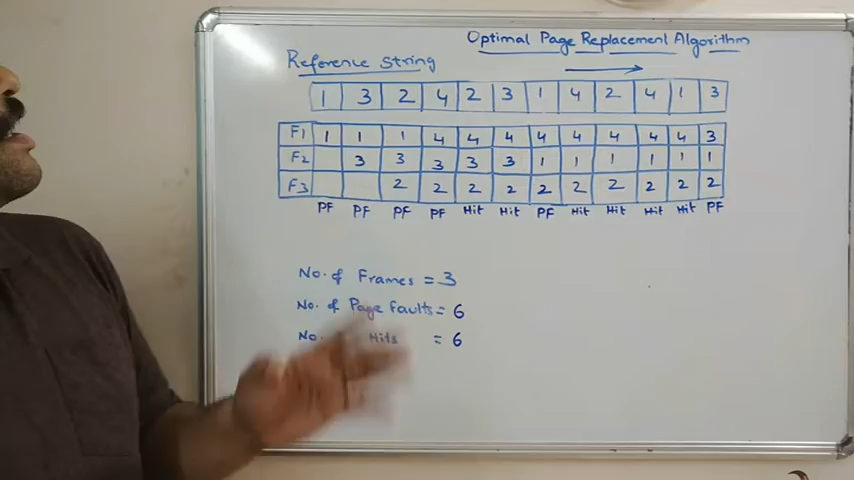 Optimal Page Replacement Algorithm
Reference String
1 3 2 4 2 3 1 4 2 4 1 3
F1 1 1 1 4 4 4 4 4 4 4 4 3
F2 3 3 3 3 3 1 1 1 1 1 1
F3 2 2 2 2 2 2 2 2 2 2
PF PF PF PF Hit Hit PF Hit Hit Hit Hit PF
No. of Frames = 3
No. of Page Faults = 6
No. Hits = 6